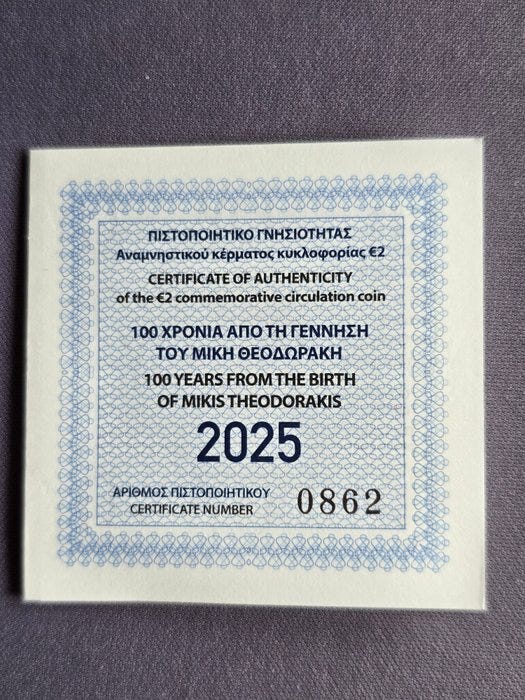 ΠΙΣΤΟΠΟΙΗΤΙΚΟ ΓΝΗΣΙΟΤΗΤΑΣ
Αναμνηστικού κέρματος κυκλοφορίας €2
CERTIFICATE OF AUTHENTICITY
of the €2 commemorative circulation coin
100 ΧΡΟΝΙΑ ΑΠΟ ΤΗ ΓΕΝΝΗΣΗ
ΤΟΥ ΜΙΚΗ ΘΕΟΔΩΡΑΚΗ
100 YEARS FROM THE BIRTH
OF MIKIS THEODORAKIS
2025
ΑΡΙΘΜΟΣ ΠΙΣΤΟΠΟΙΗΤΙΚΟΥ
CERTIFICATE NUMBER
0862